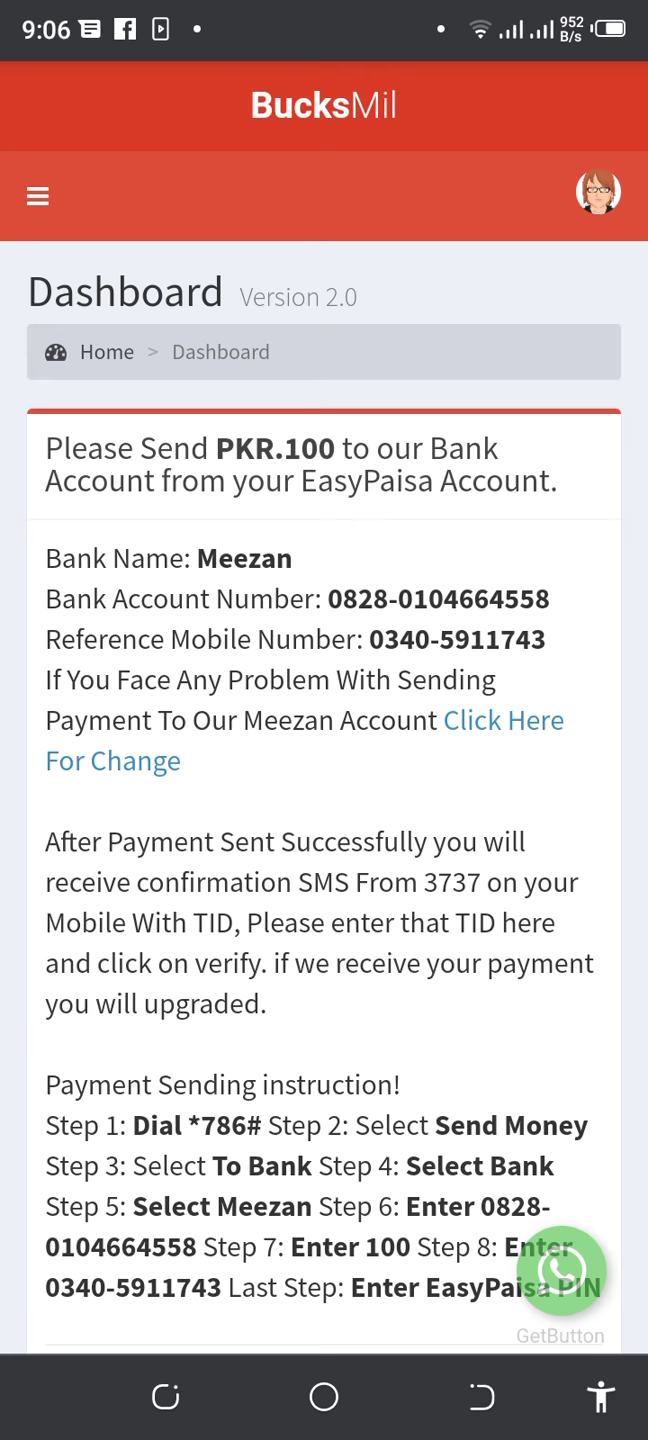 9:06
952
B/s
BucksMil
Dashboard Version 2.0
Home > Dashboard
Please Send PKR.100 to our Bank
Account from your EasyPaisa Account.
Bank Name: Meezan
Bank Account Number: 0828-0104664558
Reference Mobile Number: 0340-5911743
If You Face Any Problem With Sending
Payment To Our Meezan Account Click Here
For Change
After Payment Sent Successfully you will
receive confirmation SMS From 3737 on your
Mobile With TID, Please enter that TID here
and click on verify. if we receive your payment
you will upgraded.
Payment Sending instruction!
Step 1: Dial *786# Step 2: Select Send Money
Step 3: Select To Bank Step 4: Select Bank
Step 5: Select Meezan Step 6: Enter 0828-
0104664558 Step 7: Enter 100 Step 8: Enter
0340-5911743 Last Step: Enter EasyPaisa PIN
GetButton